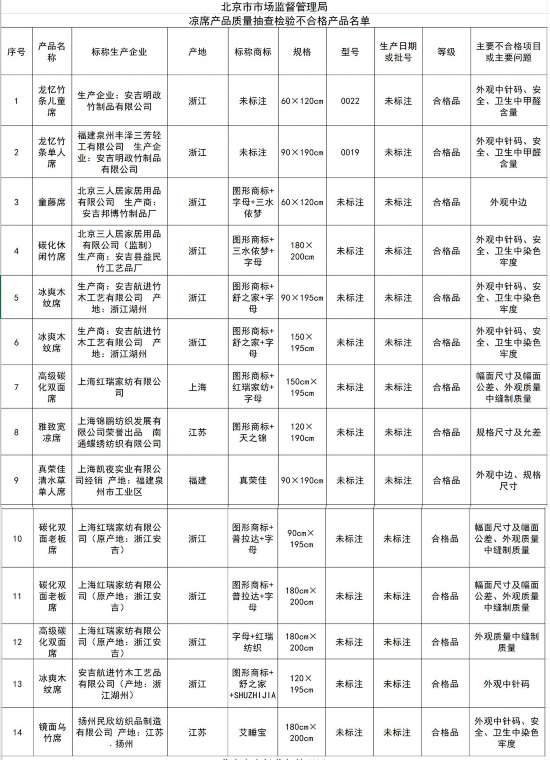 北京市市场监督管理局
凉席产品质量抽查检验不合格产品名单
序号 产品名称 标称生产企业 产地 标称商标 规格 型号 生产日期或批号 等级 主要不合格项目或主要问题
1 龙忆竹条儿童席 生产企业：安吉明政竹制品有限公司 浙江 未标注 60×120cm 0022 未标注 合格品 外观中针码、安全、卫生中甲醛含量
2 龙忆竹条单人席 福建泉州丰泽三芳轻工有限公司 生产企业：安吉明政竹制品有限公司 浙江 未标注 90×190cm 0019 未标注 合格品 外观中针码、安全、卫生中甲醛含量
3 童藤席 北京三人居家居用品有限公司 生产商：安吉邦博竹制品厂 浙江 图形商标+字母+三水依梦 60×120cm 未标注 未标注 合格品 外观中边
4 碳化休闲竹席 北京三人居家居用品有限公司（监制） 生产商：安吉县益民竹工艺品厂 浙江 图形商标+三水依梦+字母 180×200cm 未标注 未标注 合格品 外观中针码、安全、卫生中染色牢度
5 冰爽木纹席 生产商：安吉航进竹木工艺有限公司 产地：浙江湖州 浙江 图形商标+舒之家+字母 90×195cm 未标注 未标注 合格品 外观中针码、安全、卫生中染色牢度
6 冰爽木纹席 生产商：安吉航进竹木工艺有限公司 产地：浙江湖州 浙江 图形商标+舒之家+字母 150×195cm 未标注 未标注 合格品 外观中针码、安全、卫生中染色牢度
7 高级碳化双面席 上海红瑞家纺有限公司 上海 图形商标+红瑞家纺+字母 150cm×195cm 未标注 未标注 合格品 幅面尺寸及幅面公差、外观质量中缝制质量
8 雅致宽凉席 上海锦鹏纺织发展有限公司荣誉出品 南通蝶绣纺织有限公司 江苏 图形商标+天之锦 120×190cm 未标注 未标注 合格品 规格尺寸及允差
9 真荣佳清水草单人席 上海凯夜实业有限公司经销 产地：福建泉州市工业区 福建 真荣佳 90×190cm 未标注 未标注 合格品 外观中边、规格尺寸
10 碳化双面老板席 上海红瑞家纺有限公司（原产地：浙江安吉） 浙江 图形商标+普拉达+字母 90cm×195cm 未标注 未标注 合格品 幅面尺寸及幅面公差、外观质量中缝制质量
11 碳化双面老板席 上海红瑞家纺有限公司（原产地：浙江安吉） 浙江 图形商标+普拉达+字母 180cm×200cm 未标注 未标注 合格品 幅面尺寸及幅面公差、外观质量中缝制质量
12 高级碳化双面席 上海红瑞家纺有限公司（原产地：浙江安吉） 浙江 字母+红瑞纺织 180cm×200cm 未标注 未标注 合格品 外观质量中缝制质量
13 冰爽木纹席 安吉航进竹木工艺品有限公司（产地：浙江湖州） 浙江 图形商标+舒之家+SHUZHIJIA 120×195cm 未标注 未标注 合格品 外观中针码
14 镜面乌竹席 扬州民欣纺织品制造有限公司 产地：江苏.扬州 江苏 艾睡宝 180cm×200cm 未标注 未标注 合格品 外观中针码、安全、卫生中染色牢度